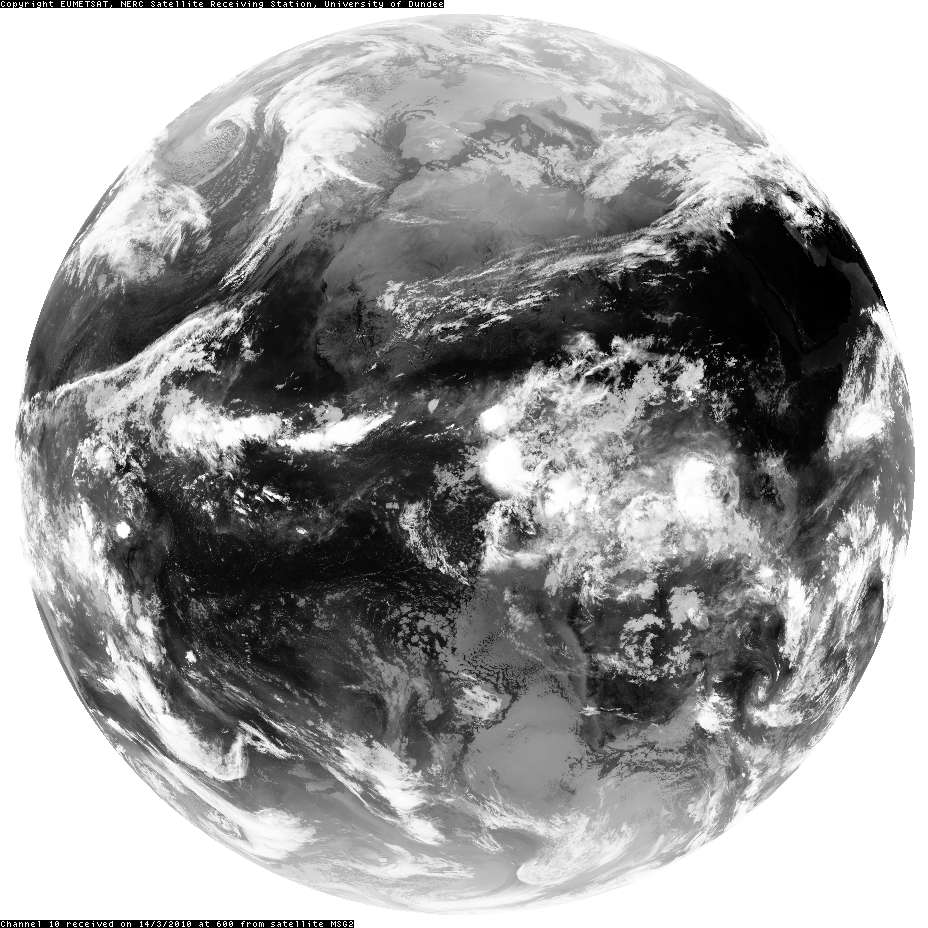 Copyright EUMETSAT, NERC Satellite Receiving Station, University of Dundee
Channel 10 received on 14/3/2010 at 600 from satellite MSG2